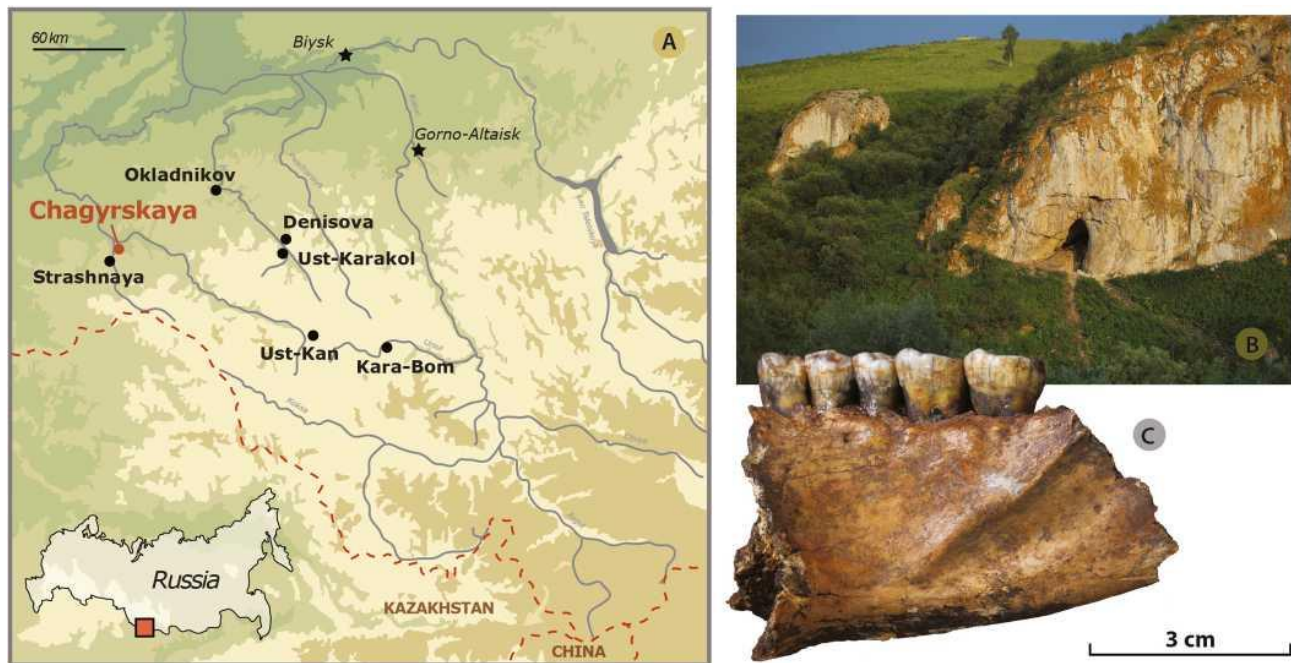 60 km
A
Biysk
Gorno-Altaisk
Okladnikov
Chagyrskaya
Denisova
Ust-Karakol
Strashnaya
Ust-Kan
Kara-Bom
Russia
KAZAKHSTAN
CHINA
B
C
3 cm